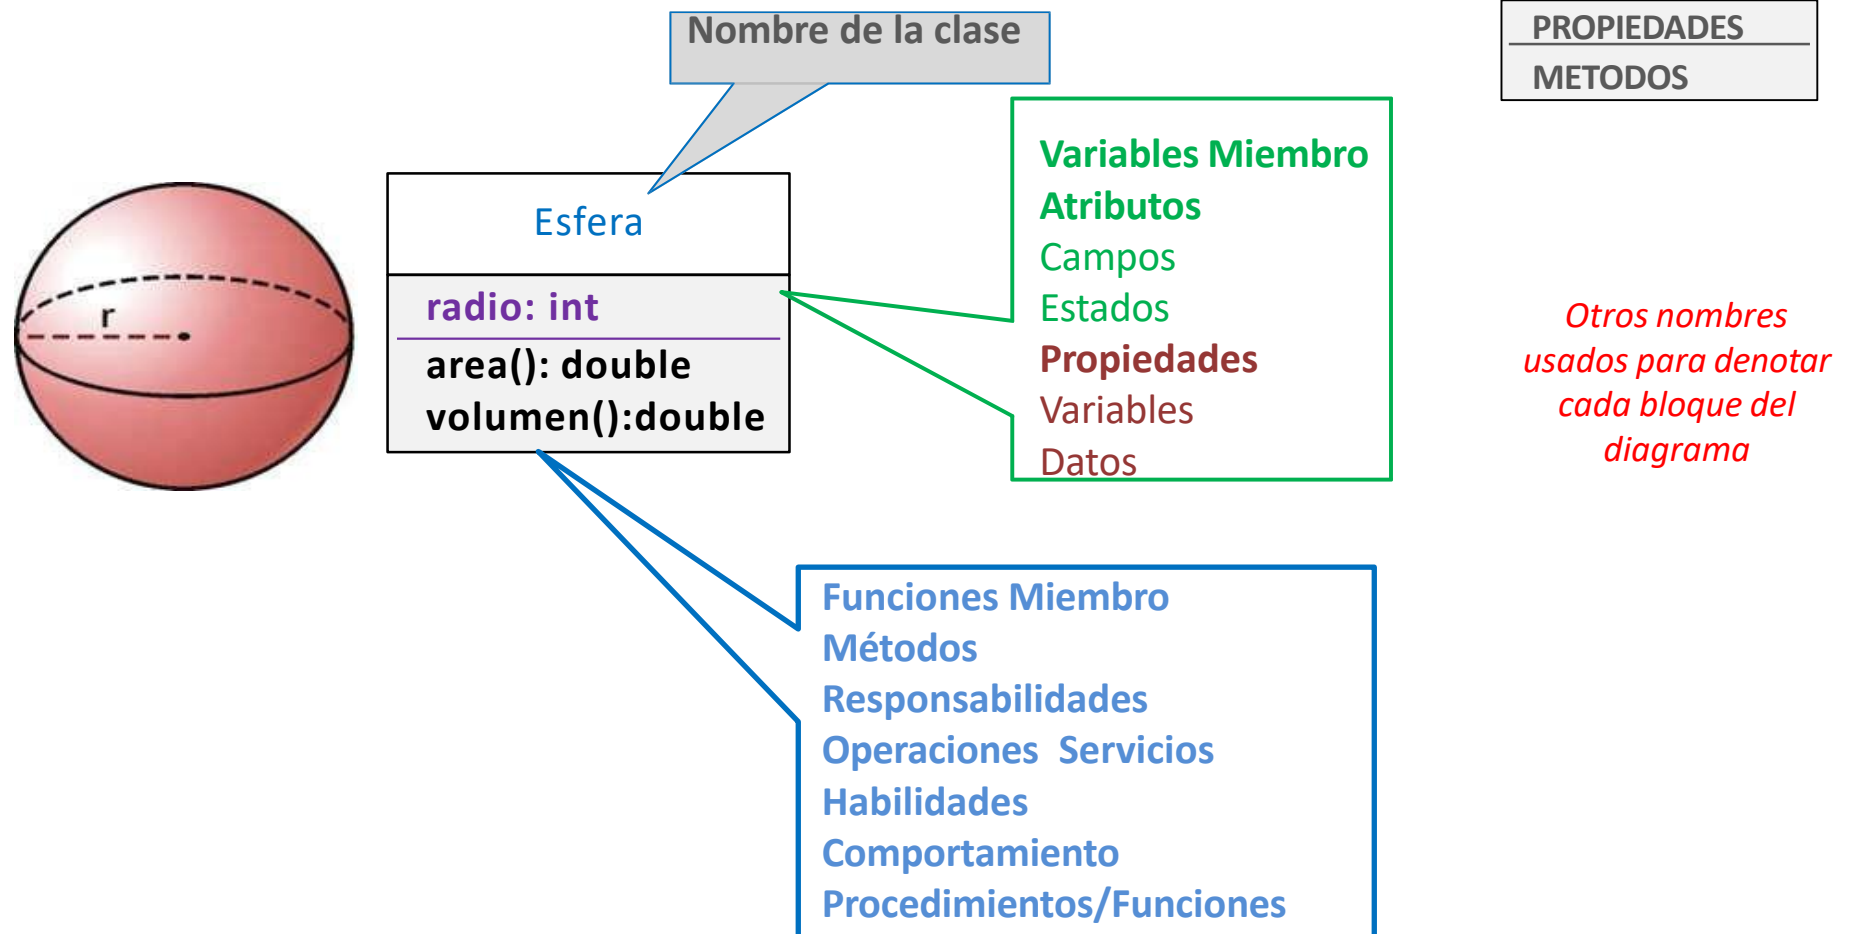 Nombre de la clase
PROPIEDADES
METODOS
r
Esfera
radio: int
area(): double
volumen():double
Variables Miembro
Atributos
Campos
Estados
Propiedades
Variables
Datos
Otros nombres
usados para denotar
cada bloque del
diagrama
Funciones Miembro
Métodos
Responsabilidades
Operaciones  Servicios
Habilidades
Comportamiento
Procedimientos/Funciones